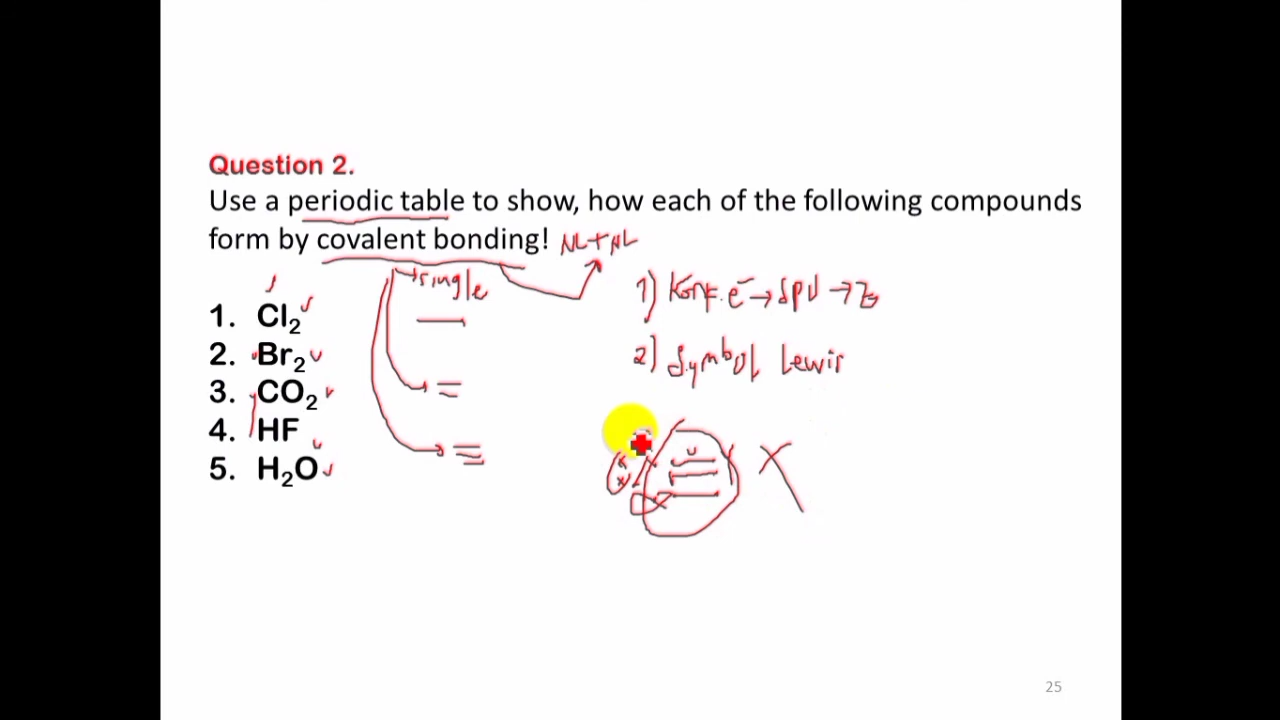 Question 2.
Use a periodic table to show, how each of the following compounds
form by covalent bonding! NL+NL
single
1. Cl₂
2. Br₂
3. CO₂
4. HF
5. H₂O
1) Konf. e⁻ →
2) Symbol Lewis
25